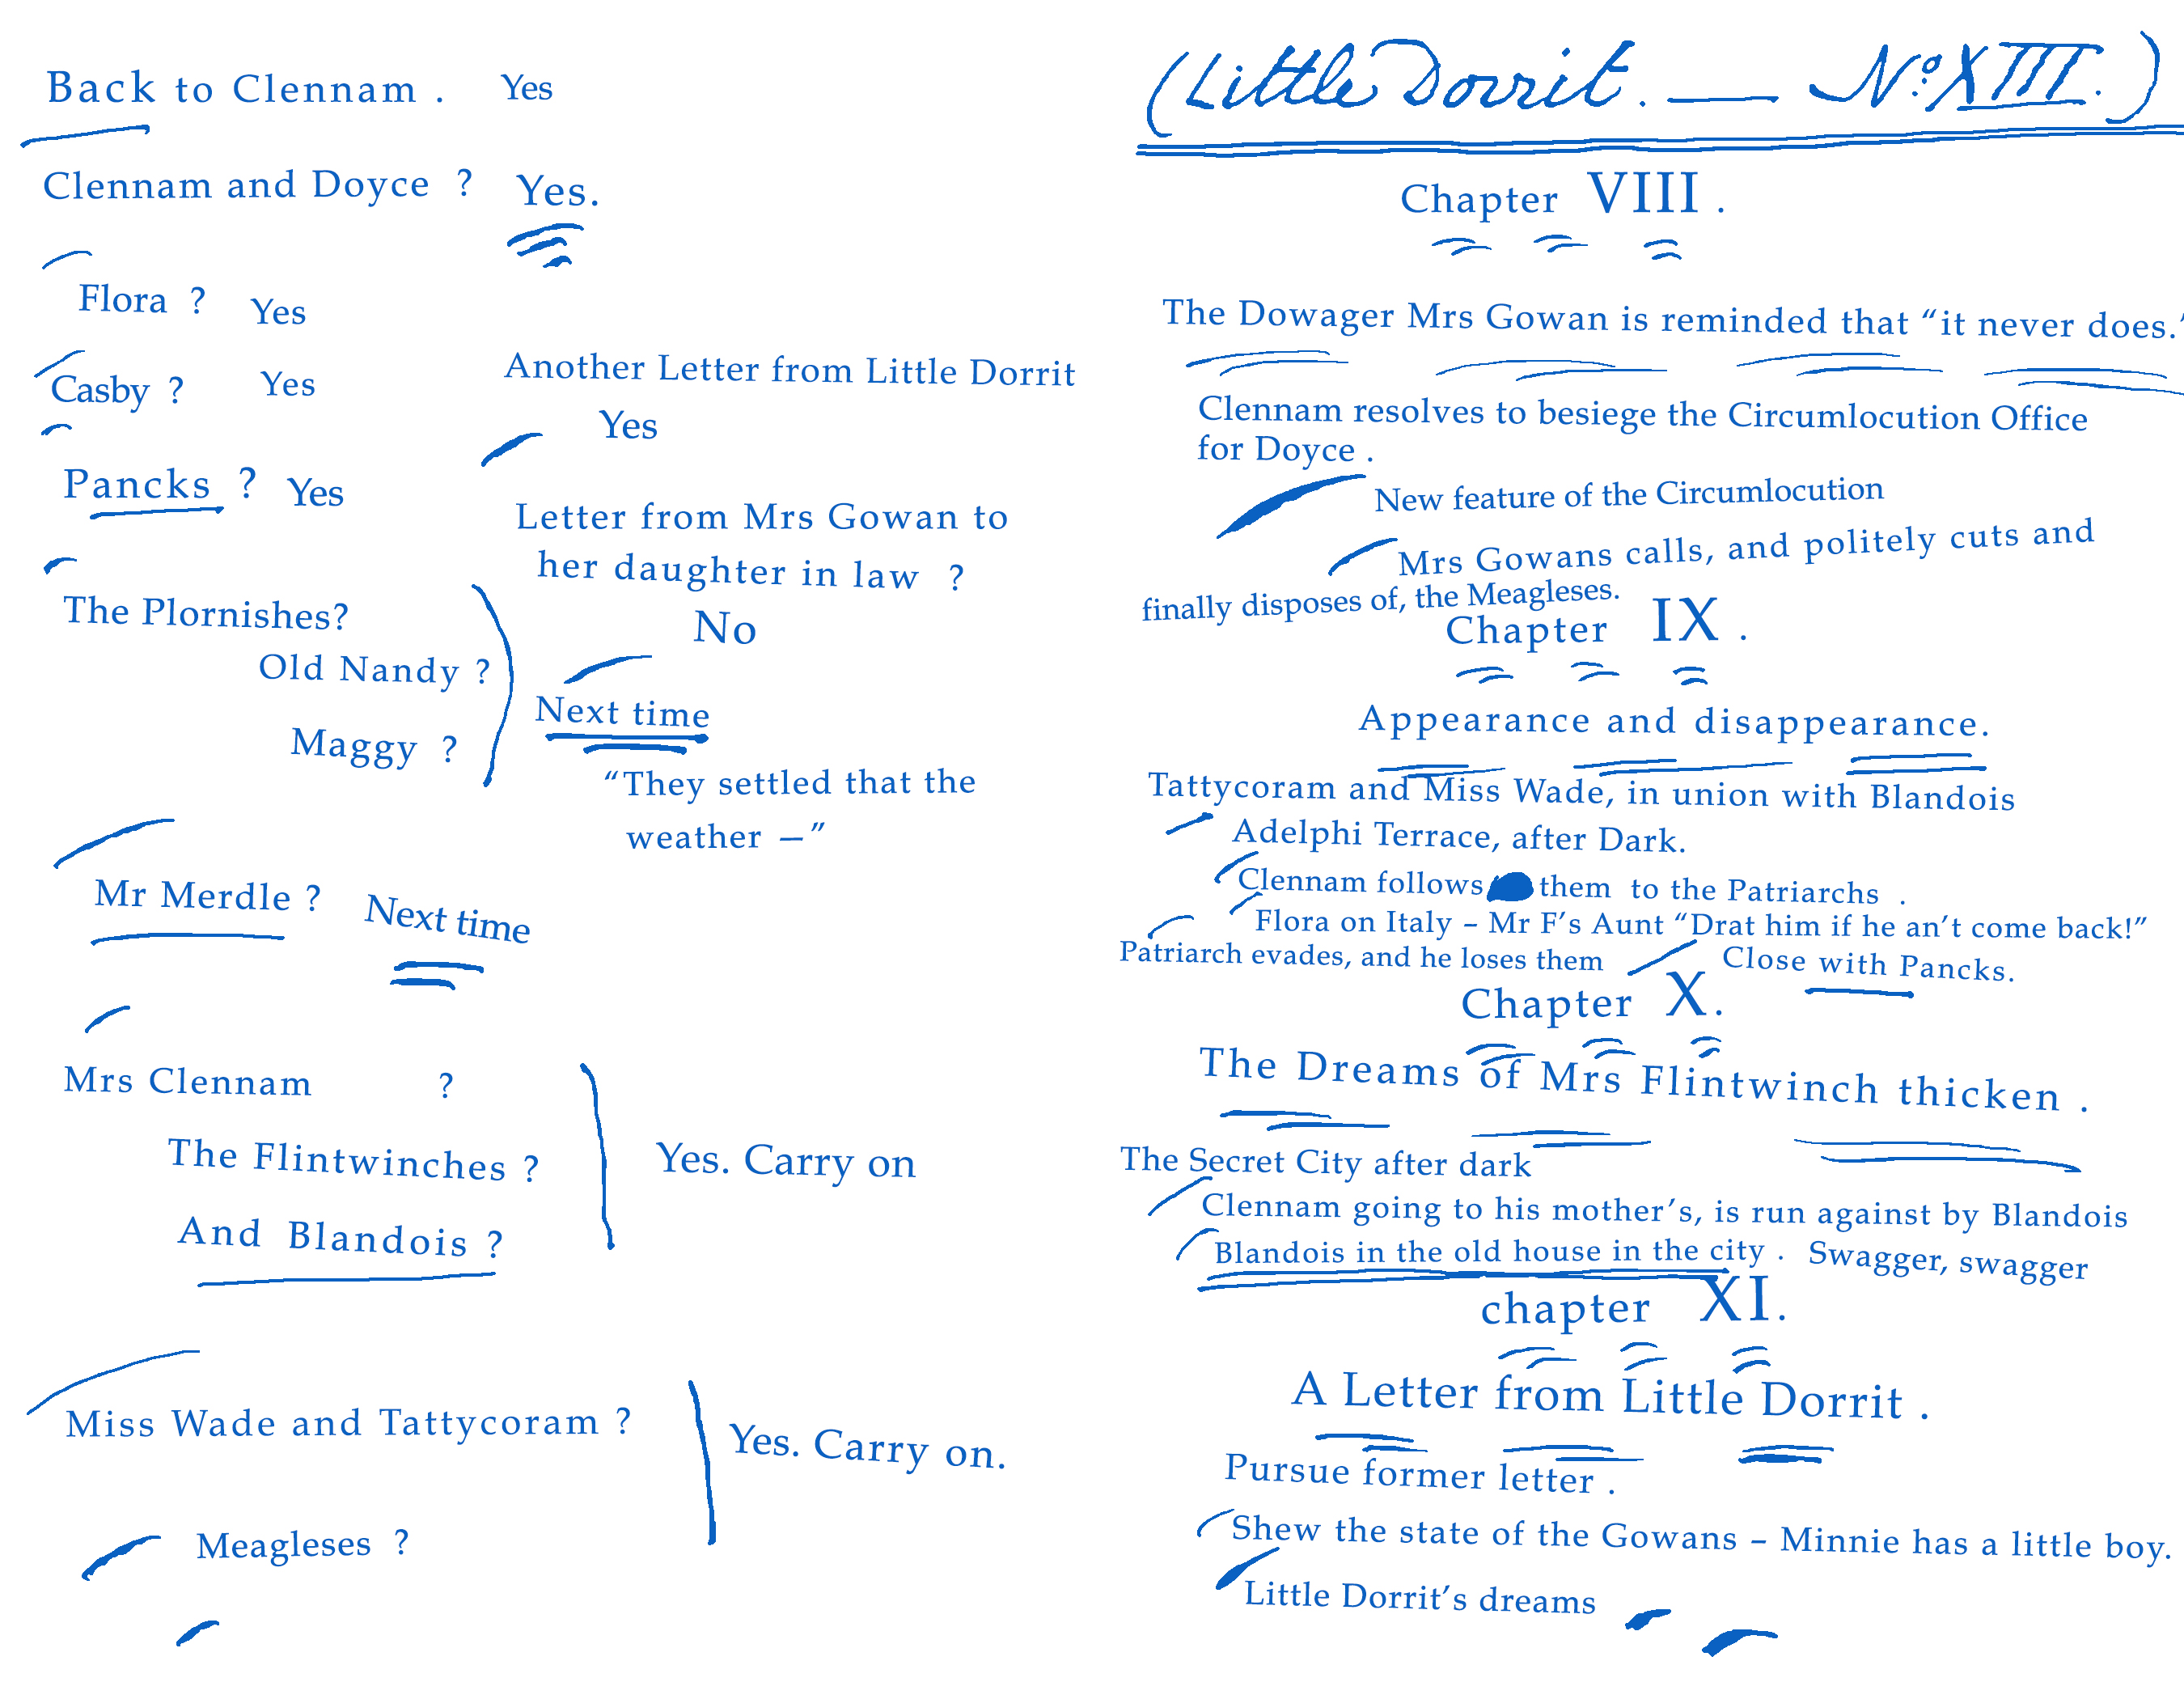 Back to Clennam . Yes
Clennam and Doyce ? Yes.
Flora ? Yes
Casby ? Yes
Pancks ? Yes
The Plornishes?
Old Nandy ?
Maggy ?
Another Letter from Little Dorrit
Yes
Letter from Mrs Gowan to
her daughter in law ?
No
Next time
“They settled that the
weather —”
Mr Merdle ? Next time
Mrs Clennam ?
The Flintwinches ?
And Blandois ?
Yes. Carry on
Miss Wade and Tattycoram ?
Yes. Carry on.
Meagleses ?
(Little Dorrit. — No. XIII.)
Chapter VIII .
The Dowager Mrs Gowan is reminded that “it never does.”
Clennam resolves to besiege the Circumlocution Office
for Doyce .
New feature of the Circumlocution
Mrs Gowans calls, and politely cuts and
finally disposes of, the Meagleses.
Chapter IX .
Appearance and disappearance.
Tattycoram and Miss Wade, in union with Blandois
Adelphi Terrace, after Dark.
Clennam follows them to the Patriarchs .
Flora on Italy – Mr F’s Aunt “Drat him if he an’t come back!”
Patriarch evades, and he loses them Close with Pancks.
Chapter X.
The Dreams of Mrs Flintwinch thicken .
The Secret City after dark
Clennam going to his mother’s, is run against by Blandois
Blandois in the old house in the city . Swagger, swagger
chapter XI.
A Letter from Little Dorrit .
Pursue former letter .
Shew the state of the Gowans – Minnie has a little boy.
Little Dorrit’s dreams